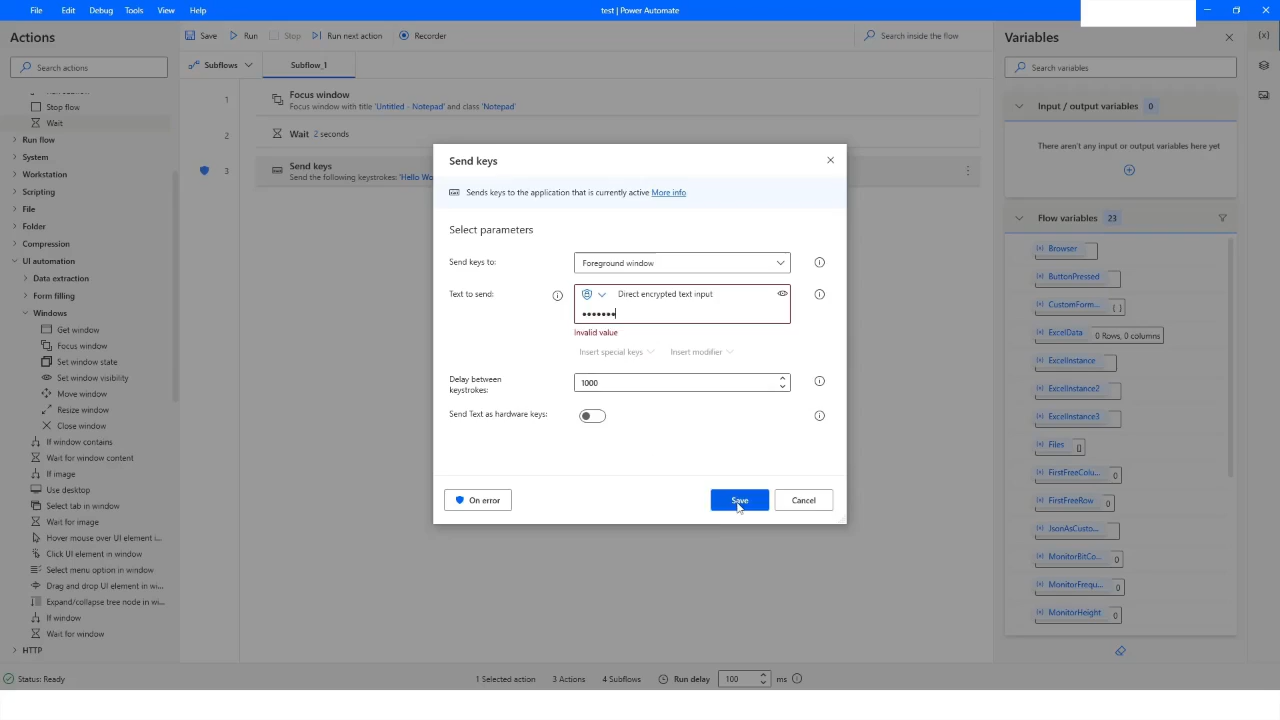 File Edit Debug Tools View Help
test | Power Automate
Actions
Search actions
Stop flow
Wait
Run flow
System
Workstation
Scripting
File
Folder
Compression
UI automation
Data extraction
Form filling
Windows
Get window
Focus window
Set window state
Set window visibility
Move window
Resize window
Close window
If window contains
Wait for window content
If image
Use desktop
Select tab in window
Wait for image
Hover mouse over UI element i...
Click UI element in window
Select menu option in window
Drag and drop UI element in wi...
Expand/collapse tree node in wi...
If window
Wait for window
HTTP
Save Run Stop Run next action Recorder
Search inside the flow
Subflows Subflow_1
1 Focus window
Focus window with title 'Untitled - Notepad' and class 'Notepad'
2 Wait 2 seconds
3 Send keys
Send the following keystrokes: 'Hello Wo
Send keys
Sends keys to the application that is currently active More info
Select parameters
Send keys to: Foreground window
Text to send: Direct encrypted text input
•••••••
Invalid value
Insert special keys Insert modifier
Delay between
keystrokes:
1000
Send Text as hardware keys:
On error Save Cancel
Variables
Search variables
Input / output variables 0
There aren't any input or output variables here yet
Flow variables 23
Browser
ButtonPressed
CustomForm... { }
ExcelData 0 Rows, 0 columns
ExcelInstance
ExcelInstance2
ExcelInstance3
Files []
FirstFreeColu... 0
FirstFreeRow 0
JsonAsCusto...
MonitorBitCo... 0
MonitorFrequ... 0
MonitorHeight 0
{x}
Status: Ready 1 Selected action 3 Actions 4 Subflows Run delay 100 ms